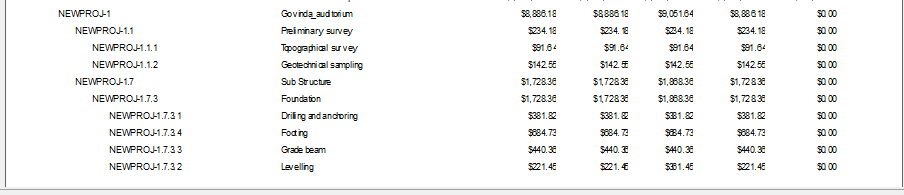 NEWPROJ-1 Govinda_auditorium $8,886.18 $8,886.18 $9,051.64 $8,886.18 $0.00
NEWPROJ-1.1 Preliminary survey $234.18 $234.18 $234.18 $234.18 $0.00
NEWPROJ-1.1.1 Topographical survey $91.64 $91.64 $91.64 $91.64 $0.00
NEWPROJ-1.1.2 Geotechnical sampling $142.55 $142.55 $142.55 $142.55 $0.00
NEWPROJ-1.7 Sub Structure $1,728.36 $1,728.36 $1,868.36 $1,728.36 $0.00
NEWPROJ-1.7.3 Foundation $1,728.36 $1,728.36 $1,868.36 $1,728.36 $0.00
NEWPROJ-1.7.3.1 Drilling and anchoring $381.82 $381.82 $381.82 $381.82 $0.00
NEWPROJ-1.7.3.4 Footing $684.73 $684.73 $684.73 $684.73 $0.00
NEWPROJ-1.7.3.3 Grade beam $440.36 $440.36 $440.36 $440.36 $0.00
NEWPROJ-1.7.3.2 Levelling $221.45 $221.45 $361.45 $221.45 $0.00